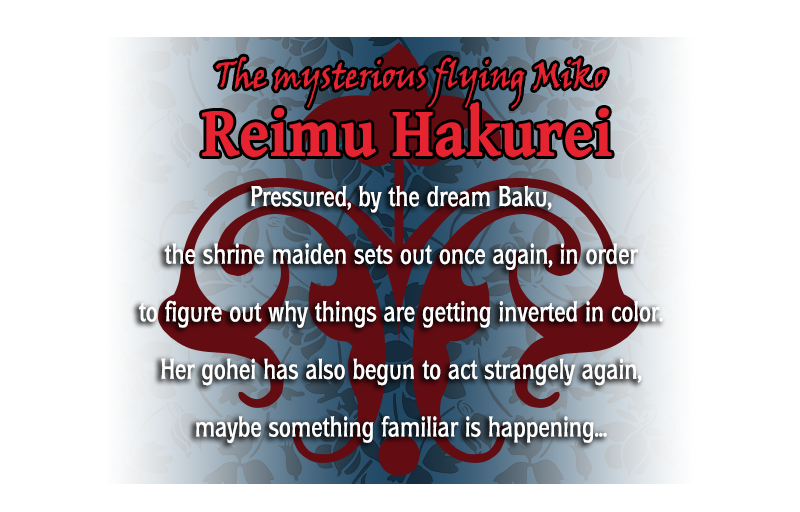 The mysterious flying Miko
Reimu Hakurei
Pressured, by the dream Baku,
the shrine maiden sets out once again, in order
to figure out why things are getting inverted in color.
Her gohei has also begun to act strangely again,
maybe something familiar is happening...